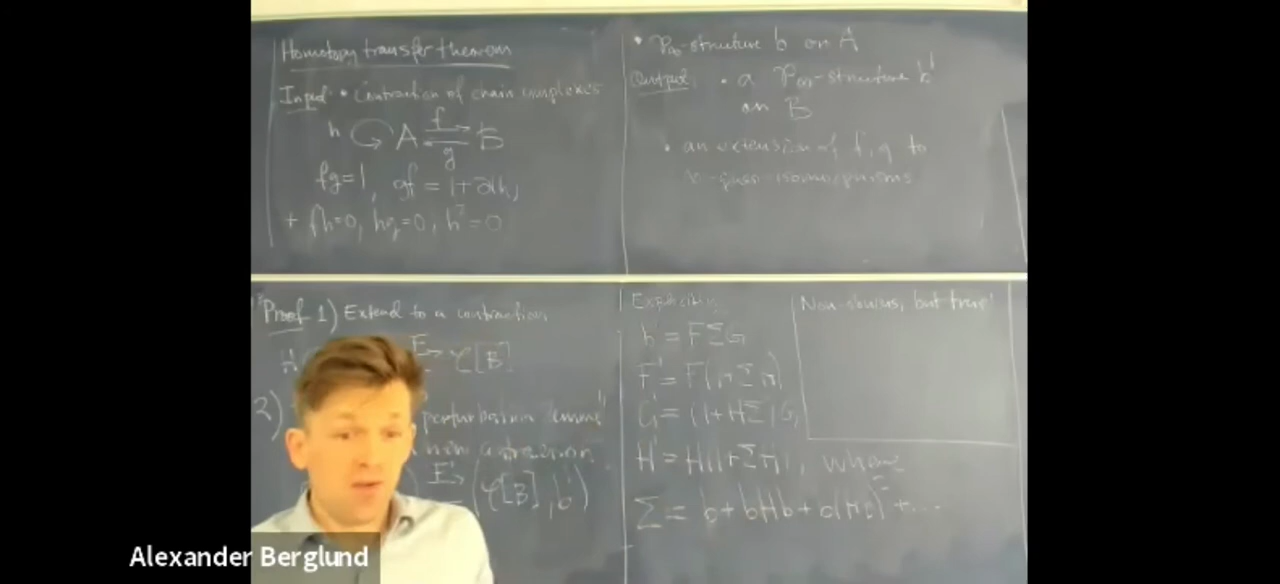 Homotopy transfer theorem
Input: • Contraction of chain complexes
h A f B
g
fg=1, gf = 1+∂h,
+ fh=0, hg=0, h²=0
• P∞-structure b on A
Output: • a P∞-structure b'
on B
• an extension of f, g to
∞-quasi-isomorphisms
Proof 1) Extend to a contraction
H F C[B]
2) perturbation lemma"
new contraction
F' (C[B], b')
Explicitly,
b' = FΣG
F' = F(1+ΣH)
G' = (1+HΣ)G,
H' = H(1+ΣH), where
Σ = b + bHb + b(Hb)² + ...
Non-obvious, but true!
Alexander Berglund